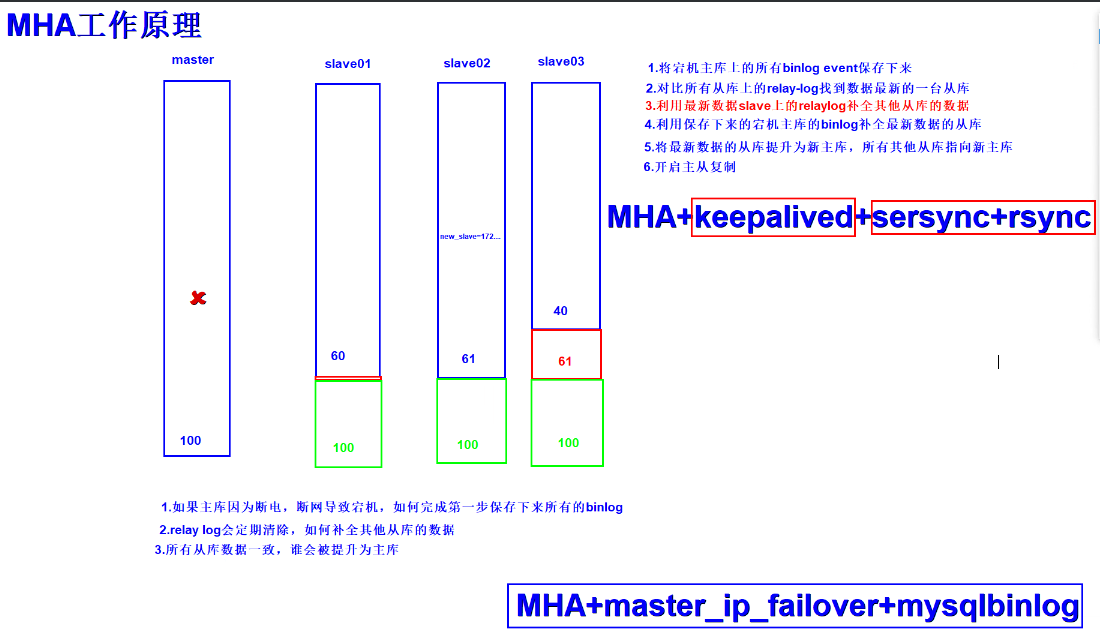 MHA工作原理
master
slave01
slave02
slave03
1.将宕机主库上的所有binlog event保存下来
2.对比所有从库上的relay-log找到数据最新的一台从库
3.利用最新数据slave上的relaylog补全其他从库的数据
4.利用保存下来的宕机主库的binlog补全最新数据的从库
5.将最新数据的从库提升为新主库，所有其他从库指向新主库
6.开启主从复制
MHA+keepalived+sersync+rsync
new_slave=172...
40
60
61
61
100
100
100
100
1.如果主库因为断电，断网导致宕机，如何完成第一步保存下来所有的binlog
2.relay log会定期清除，如何补全其他从库的数据
3.所有从库数据一致，谁会被提升为主库
MHA+master_ip_failover+mysqlbinlog